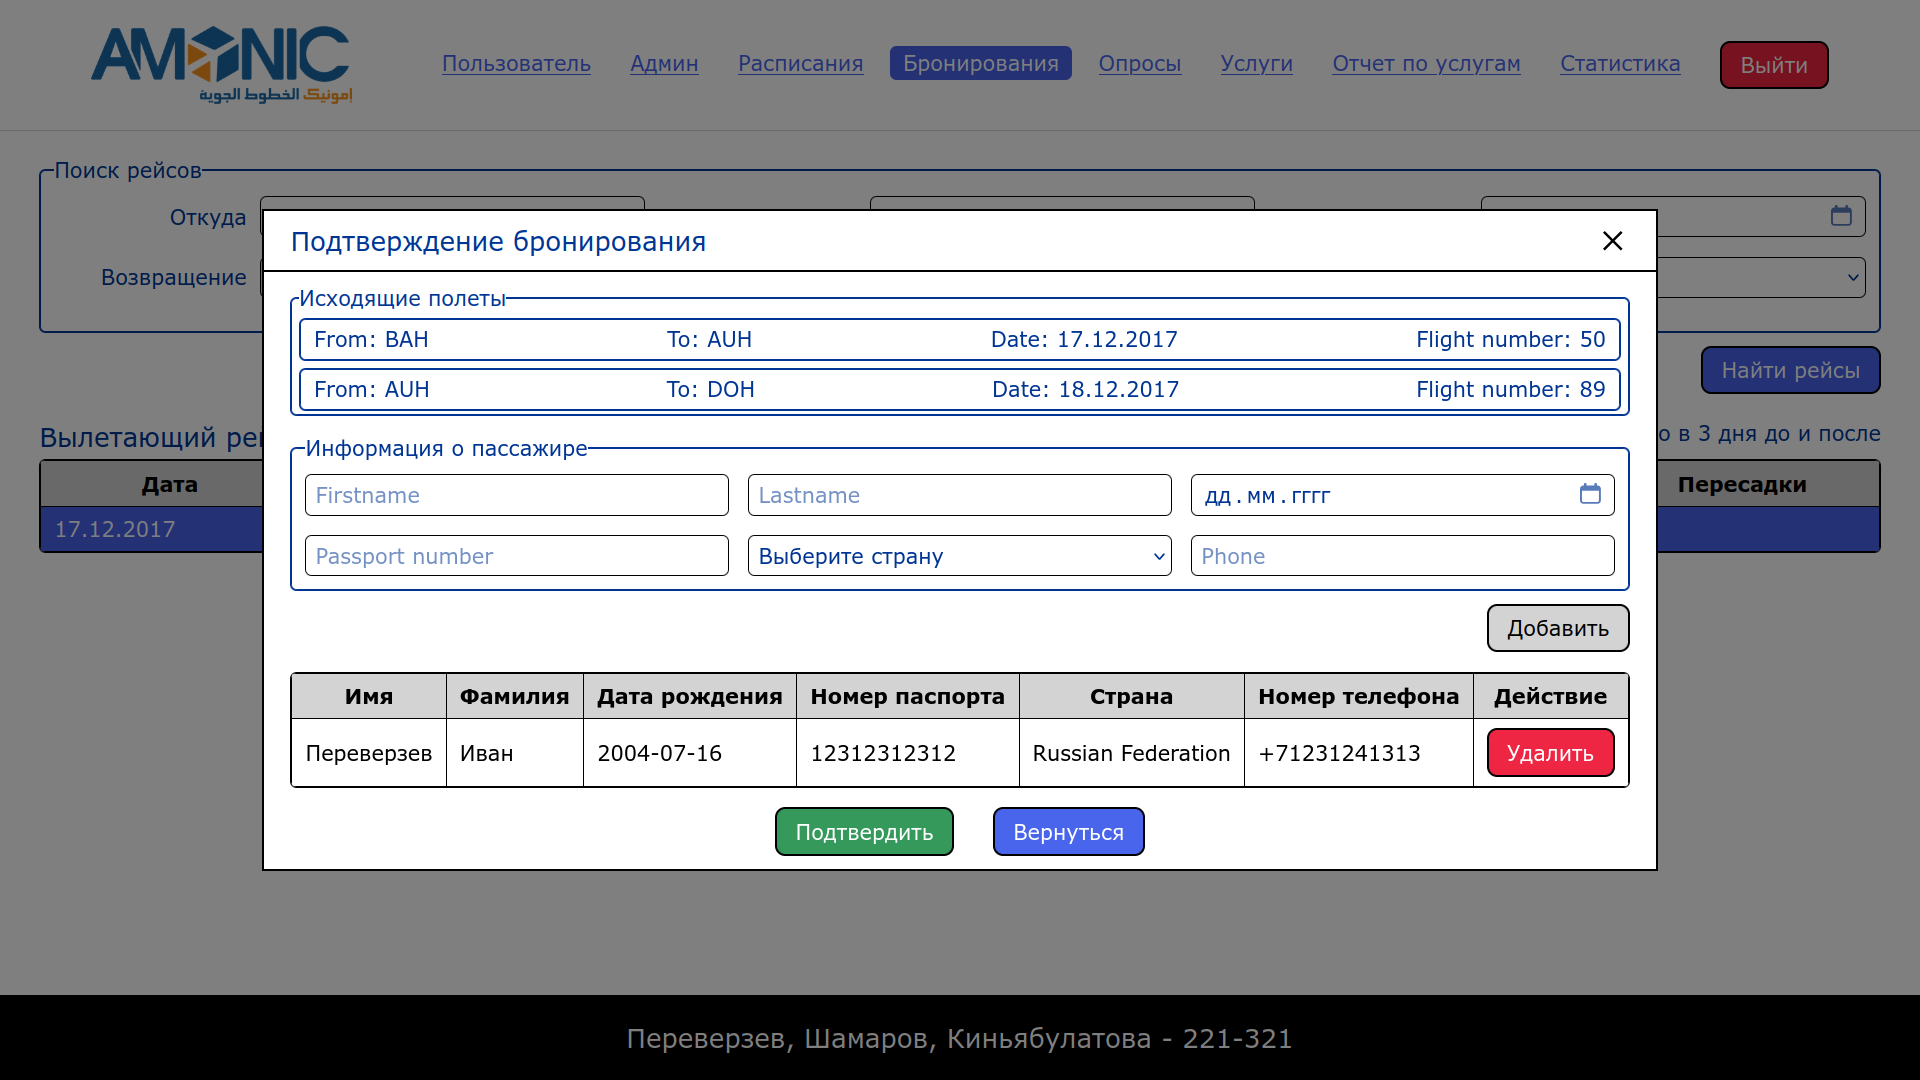 AMONIC
إمونيك الخطوط الجوية
Пользователь Админ Расписания Бронирования Опросы Услуги Отчет по услугам Статистика Выйти
Поиск рейсов
Откуда
Подтверждение бронирования
Возвращение
Исходящие полеты
From: BAH To: AUH Date: 17.12.2017 Flight number: 50
Найти рейсы
From: AUH To: DOH Date: 18.12.2017 Flight number: 89
Вылетающий ре
о в 3 дня до и после
Информация о пассажире
Дата
Пересадки
Firstname Lastname дд.мм.гггг
17.12.2017
Passport number Выберите страну Phone
Добавить
Имя Фамилия Дата рождения Номер паспорта Страна Номер телефона Действие
Переверзев Иван 2004-07-16 12312312312 Russian Federation +71231241313 Удалить
Подтвердить Вернуться
Переверзев, Шамаров, Киньябулатова - 221-321